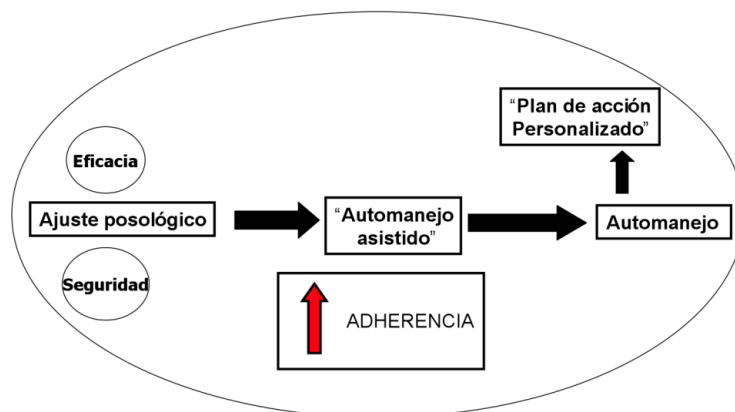 “Plan de acción
Personalizado”
Eficacia
Ajuste posológico
“Automanejo
asistido”
Automanejo
Seguridad
ADHERENCIA